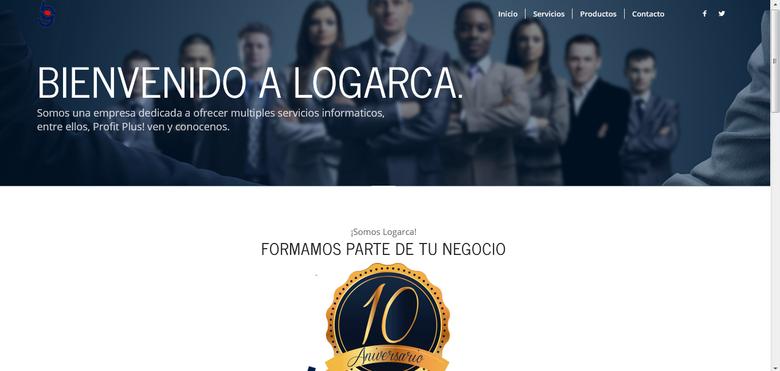 Inicio
Servicios
Productos
Contacto
BIENVENIDO A LOGARCA.
Somos una empresa dedicada a ofrecer multiples servicios informaticos,
entre ellos, Profit Plus! ven y conocenos.
¡Somos Logarca!
FORMAMOS PARTE DE TU NEGOCIO
10
Aniversario